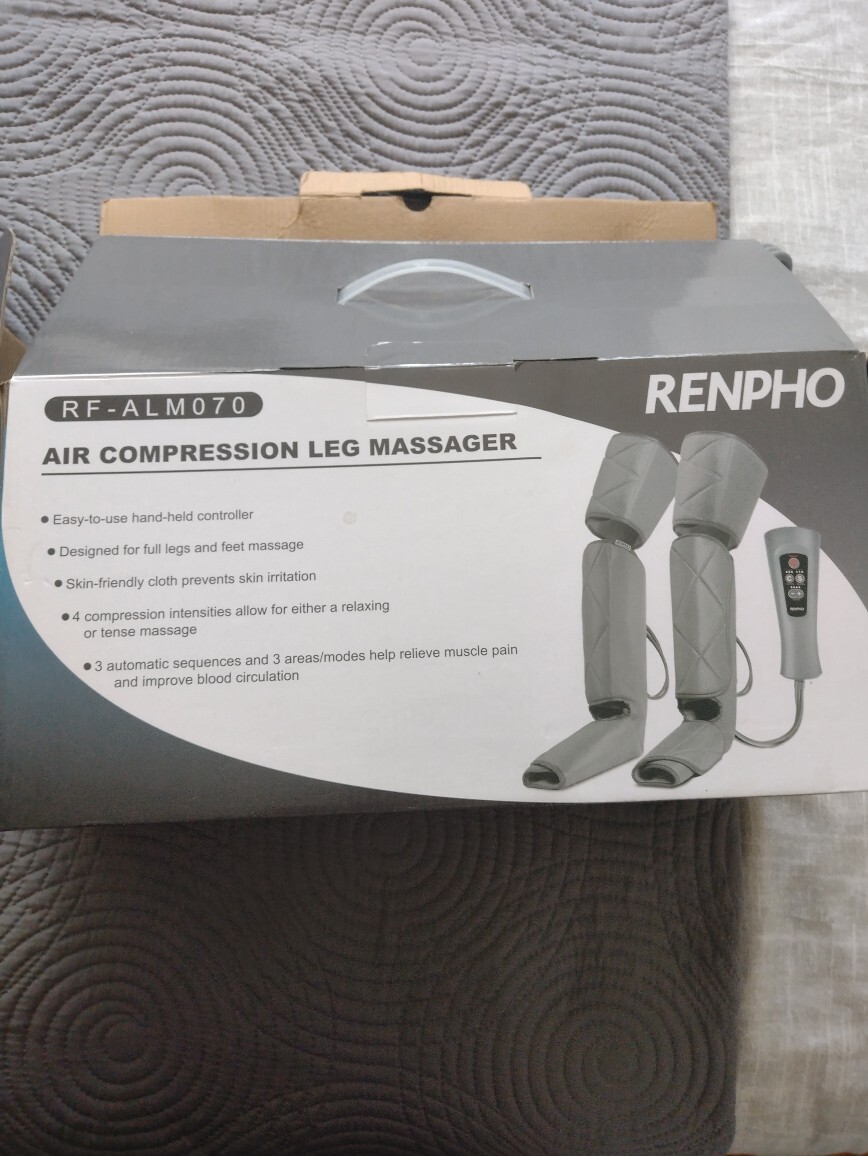 RF-ALM070
RENPHO
AIR COMPRESSION LEG MASSAGER
● Easy-to-use hand-held controller
● Designed for full legs and feet massage
● Skin-friendly cloth prevents skin irritation
● 4 compression intensities allow for either a relaxing
or tense massage
● 3 automatic sequences and 3 areas/modes help relieve muscle pain
and improve blood circulation
C S
RENPHO